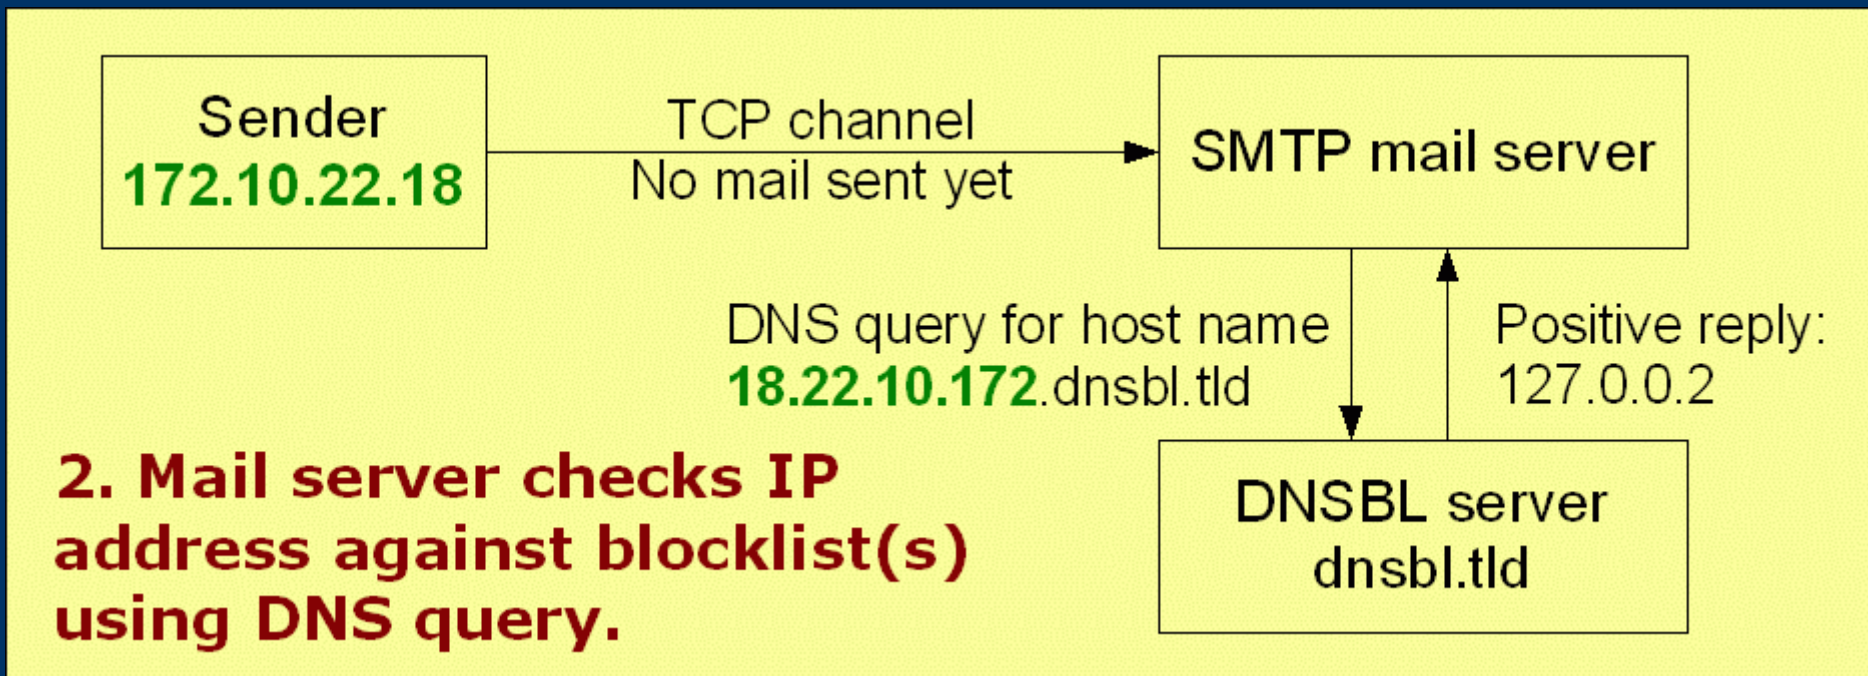 Sender
172.10.22.18
TCP channel
No mail sent yet
SMTP mail server
DNS query for host name
18.22.10.172.dnsbl.tld
Positive reply:
127.0.0.2
2. Mail server checks IP
address against blocklist(s)
using DNS query.
DNSBL server
dnsbl.tld